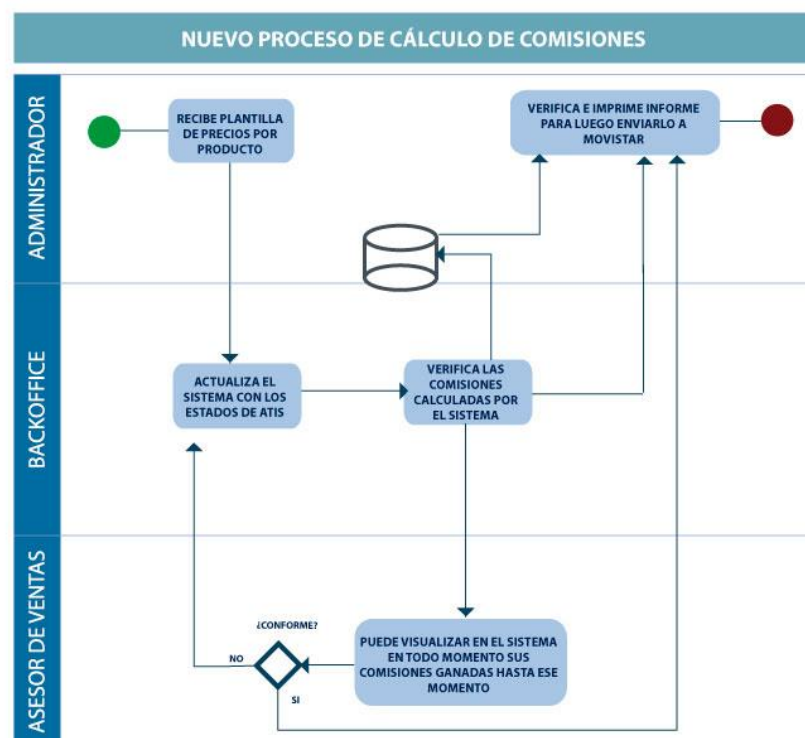 NUEVO PROCESO DE CÁLCULO DE COMISIONES
ADMINISTRADOR
RECIBE PLANTILLA
DE PRECIOS POR
PRODUCTO
VERIFICA E IMPRIME INFORME
PARA LUEGO ENVIARLO A
MOVISTAR
BACKOFFICE
ACTUALIZA EL
SISTEMA CON LOS
ESTADOS DE ATIS
VERIFICA LAS
COMISIONES
CALCULADAS POR
EL SISTEMA
ASESOR DE VENTAS
¿CONFORME?
NO
SI
PUEDE VISUALIZAR EN EL SISTEMA
EN TODO MOMENTO SUS
COMISIONES GANADAS HASTA ESE
MOMENTO